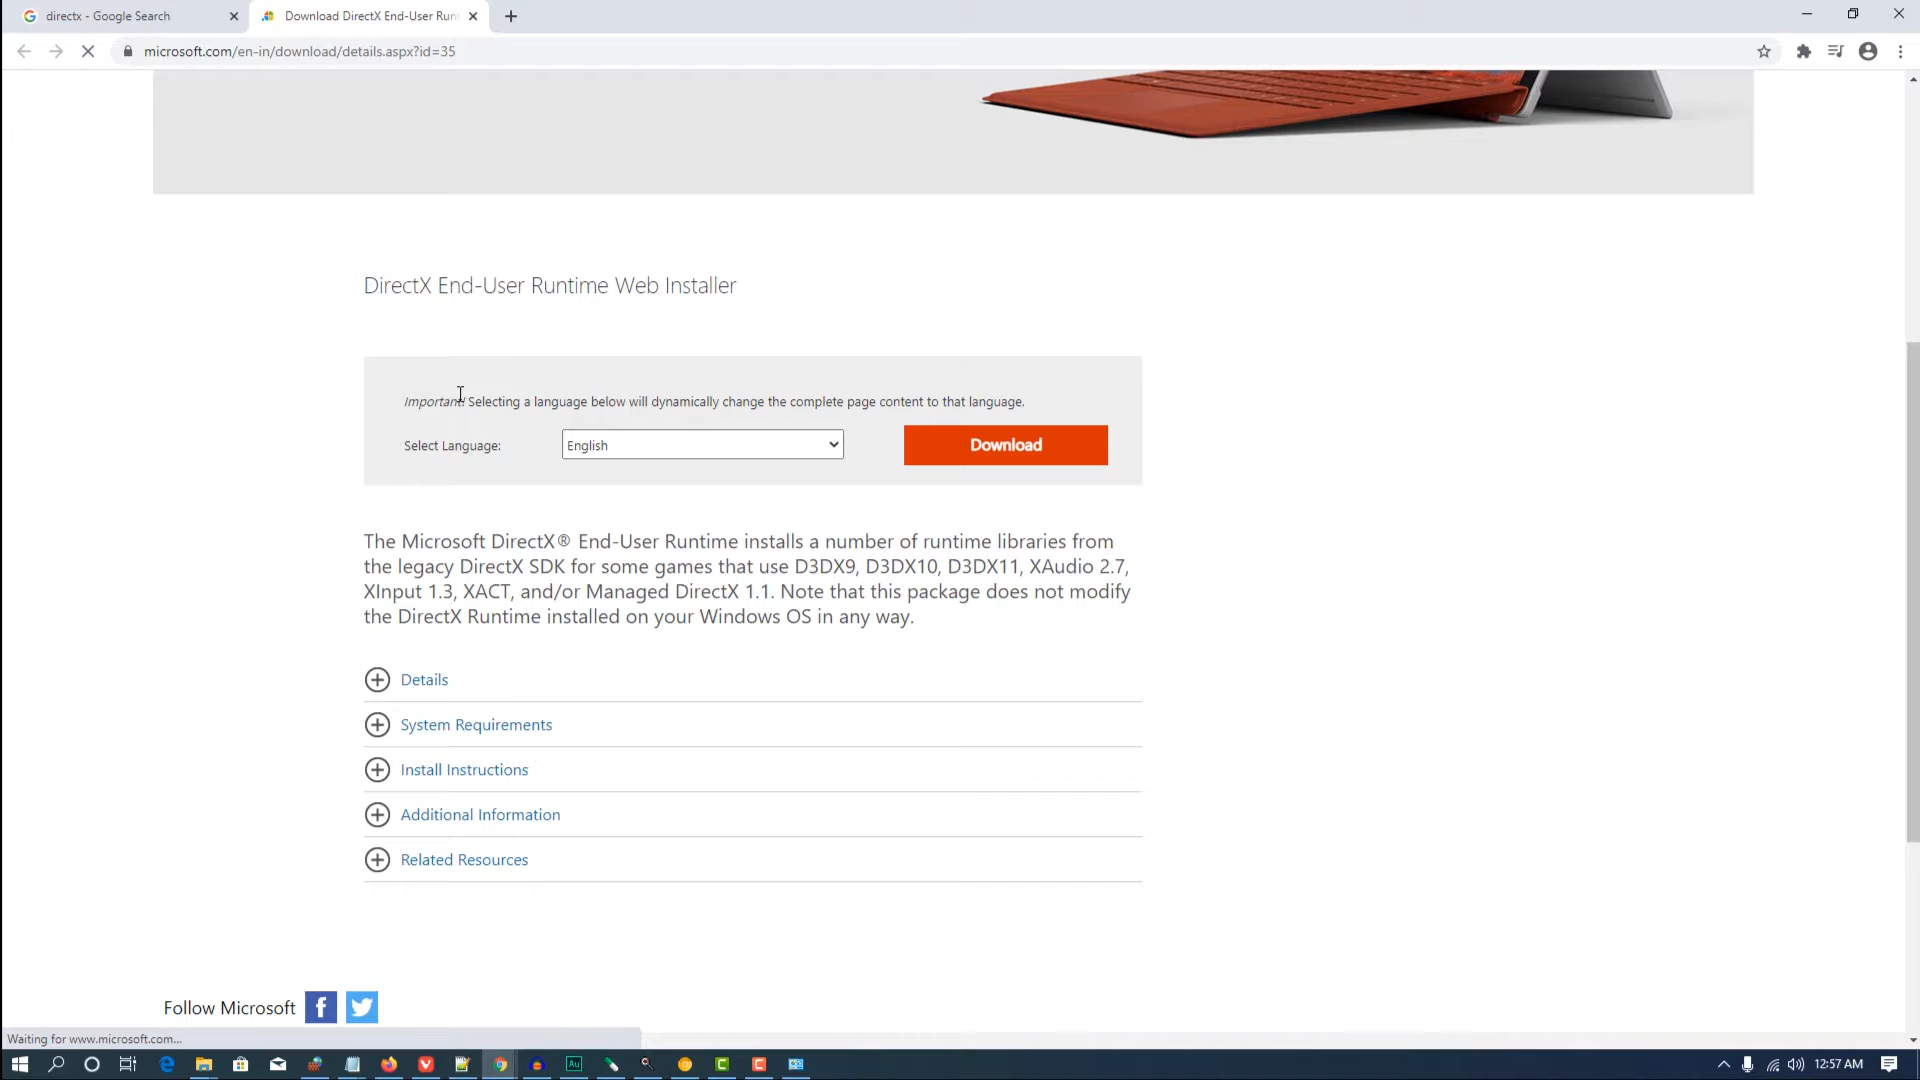 directx - Google Search
Download DirectX End-User Run
microsoft.com/en-in/download/details.aspx?id=35
DirectX End-User Runtime Web Installer
Important! Selecting a language below will dynamically change the complete page content to that language.
Select Language:
English
Download
The Microsoft DirectX® End-User Runtime installs a number of runtime libraries from
the legacy DirectX SDK for some games that use D3DX9, D3DX10, D3DX11, XAudio 2.7,
XInput 1.3, XACT, and/or Managed DirectX 1.1. Note that this package does not modify
the DirectX Runtime installed on your Windows OS in any way.
Details
System Requirements
Install Instructions
Additional Information
Related Resources
Follow Microsoft
Waiting for www.microsoft.com...
Au
12:57 AM